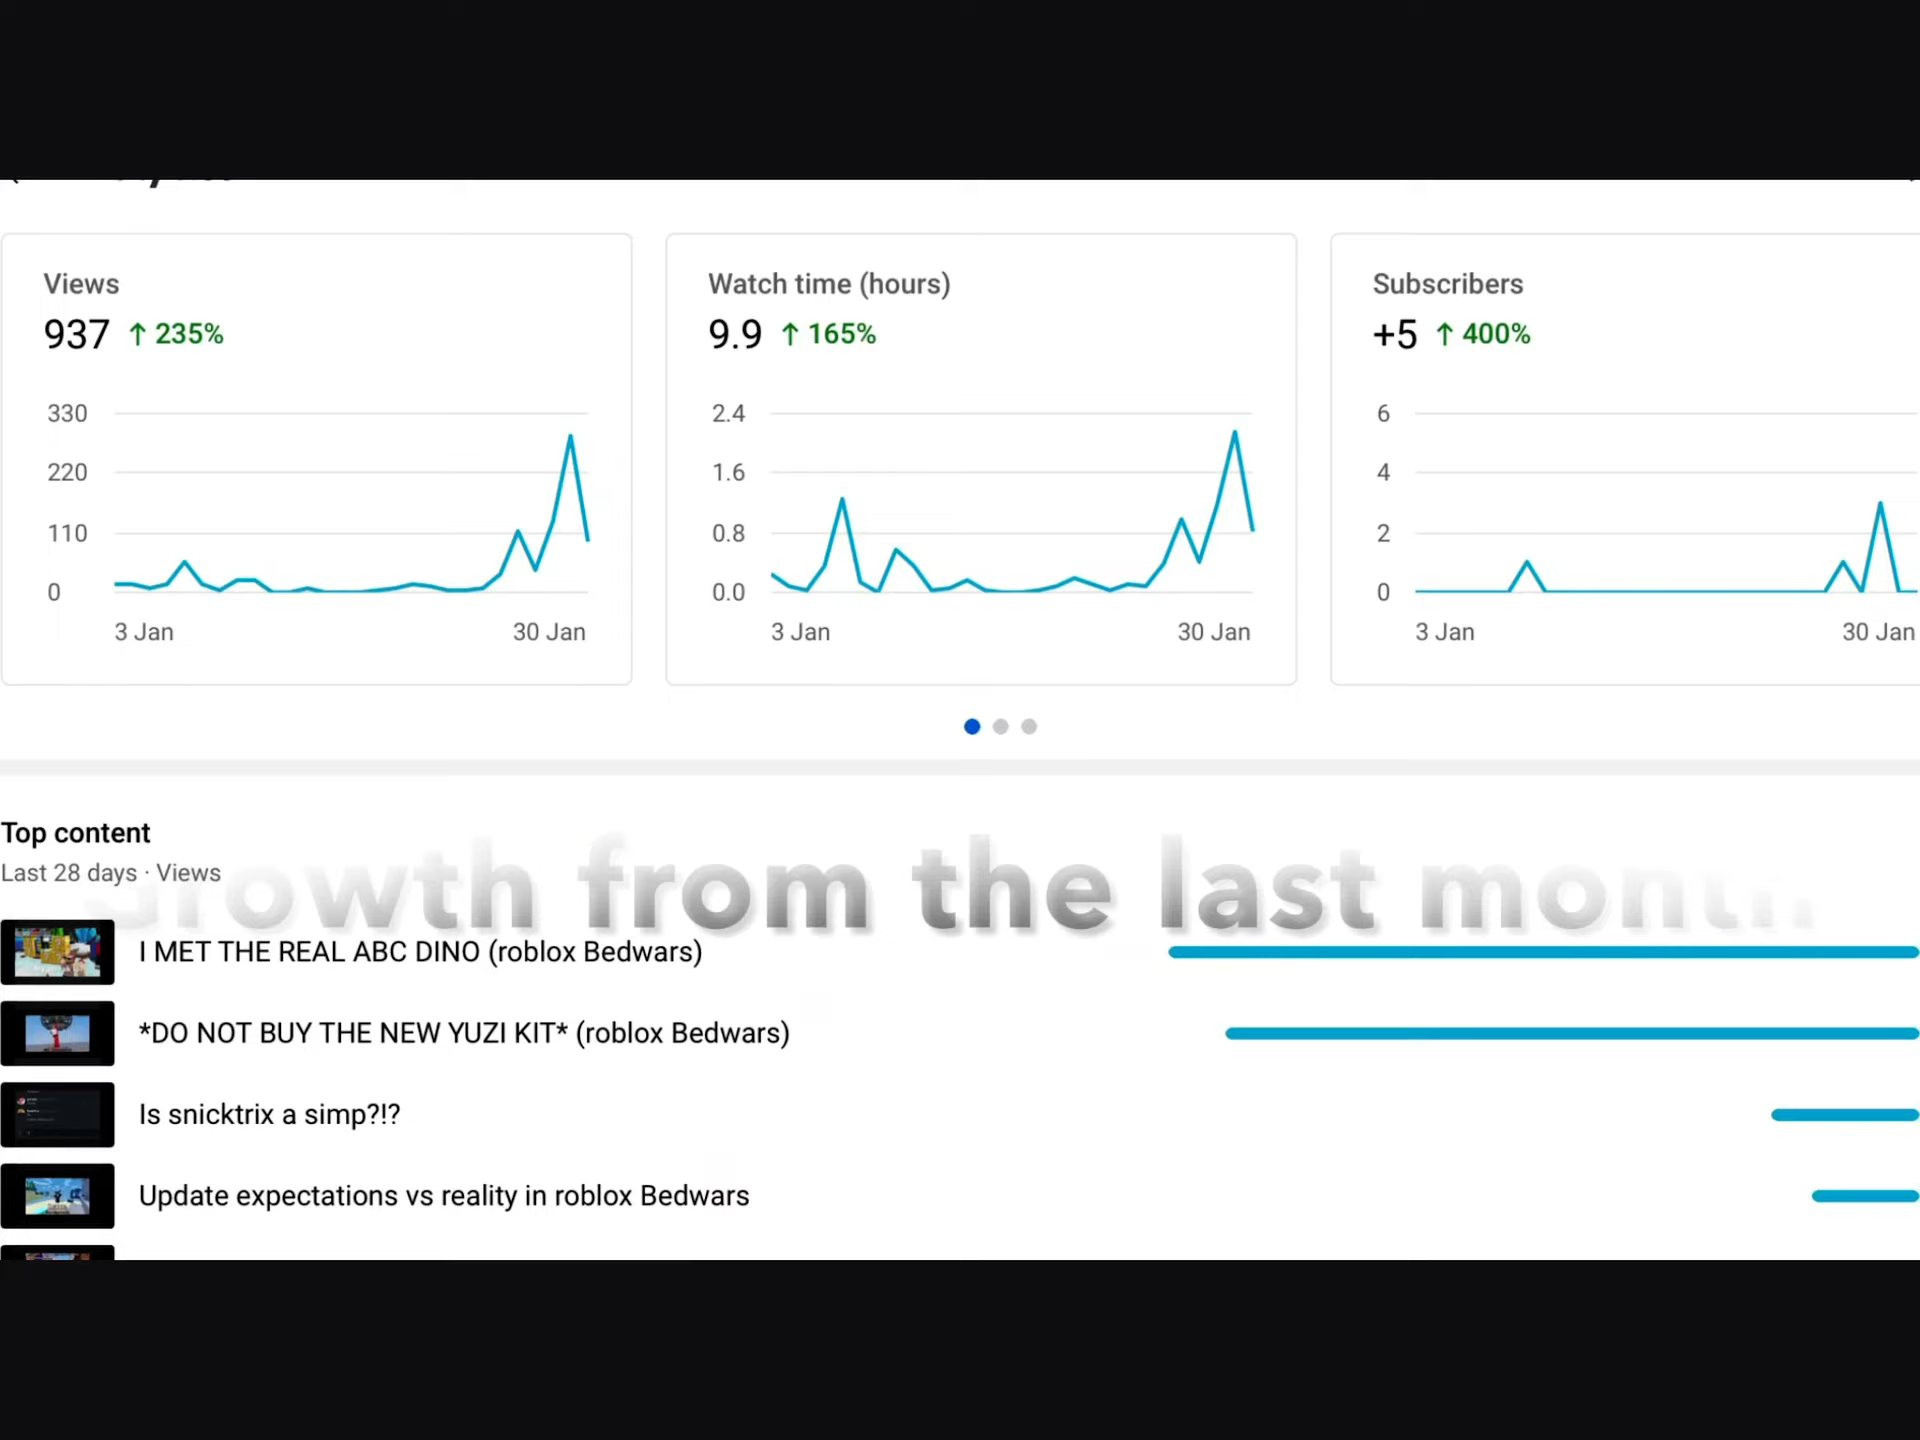 Views
937 ↑ 235%
330
220
110
0
3 Jan 30 Jan
Watch time (hours)
9.9 ↑ 165%
2.4
1.6
0.8
0.0
3 Jan 30 Jan
Subscribers
+5 ↑ 400%
6
4
2
0
3 Jan 30 Jan
Top content
Last 28 days · Views
growth from the last month
I MET THE REAL ABC DINO (roblox Bedwars)
*DO NOT BUY THE NEW YUZI KIT* (roblox Bedwars)
Is snicktrix a simp?!?
Update expectations vs reality in roblox Bedwars